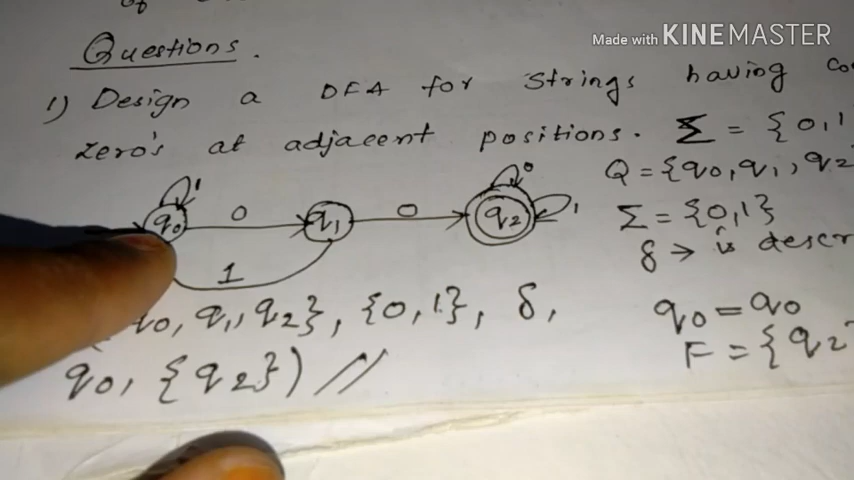 of
Made with KINEMASTER
Questions.
1) Design a DFA for strings having
zero's at adjacent positions. Σ = {0,1
Q = {q0, q1, q2
1 0
q0 0 q1 0 q2 1
Σ = {0,1}
1
δ → is descr
q0, q1, q2}, {0,1}, δ,
q0 = q0
q0, {q2}) //
F = {q2}